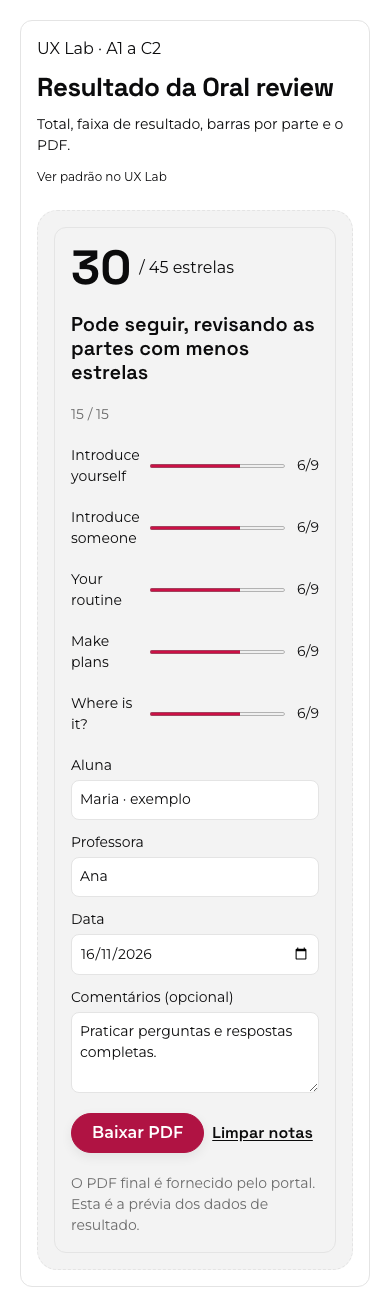 UX Lab · A1 a C2
Resultado da Oral review
Total, faixa de resultado, barras por parte e o
PDF.
Ver padrão no UX Lab
30 / 45 estrelas
Pode seguir, revisando as
partes com menos
estrelas
15 / 15
Introduce
yourself
6/9
Introduce
someone
6/9
Your
routine
6/9
Make
plans
6/9
Where is
it?
6/9
Aluna
Maria · exemplo
Professora
Ana
Data
16/11/2026
Comentários (opcional)
Praticar perguntas e respostas
completas.
Baixar PDF Limpar notas
O PDF final é fornecido pelo portal.
Esta é a prévia dos dados de
resultado.